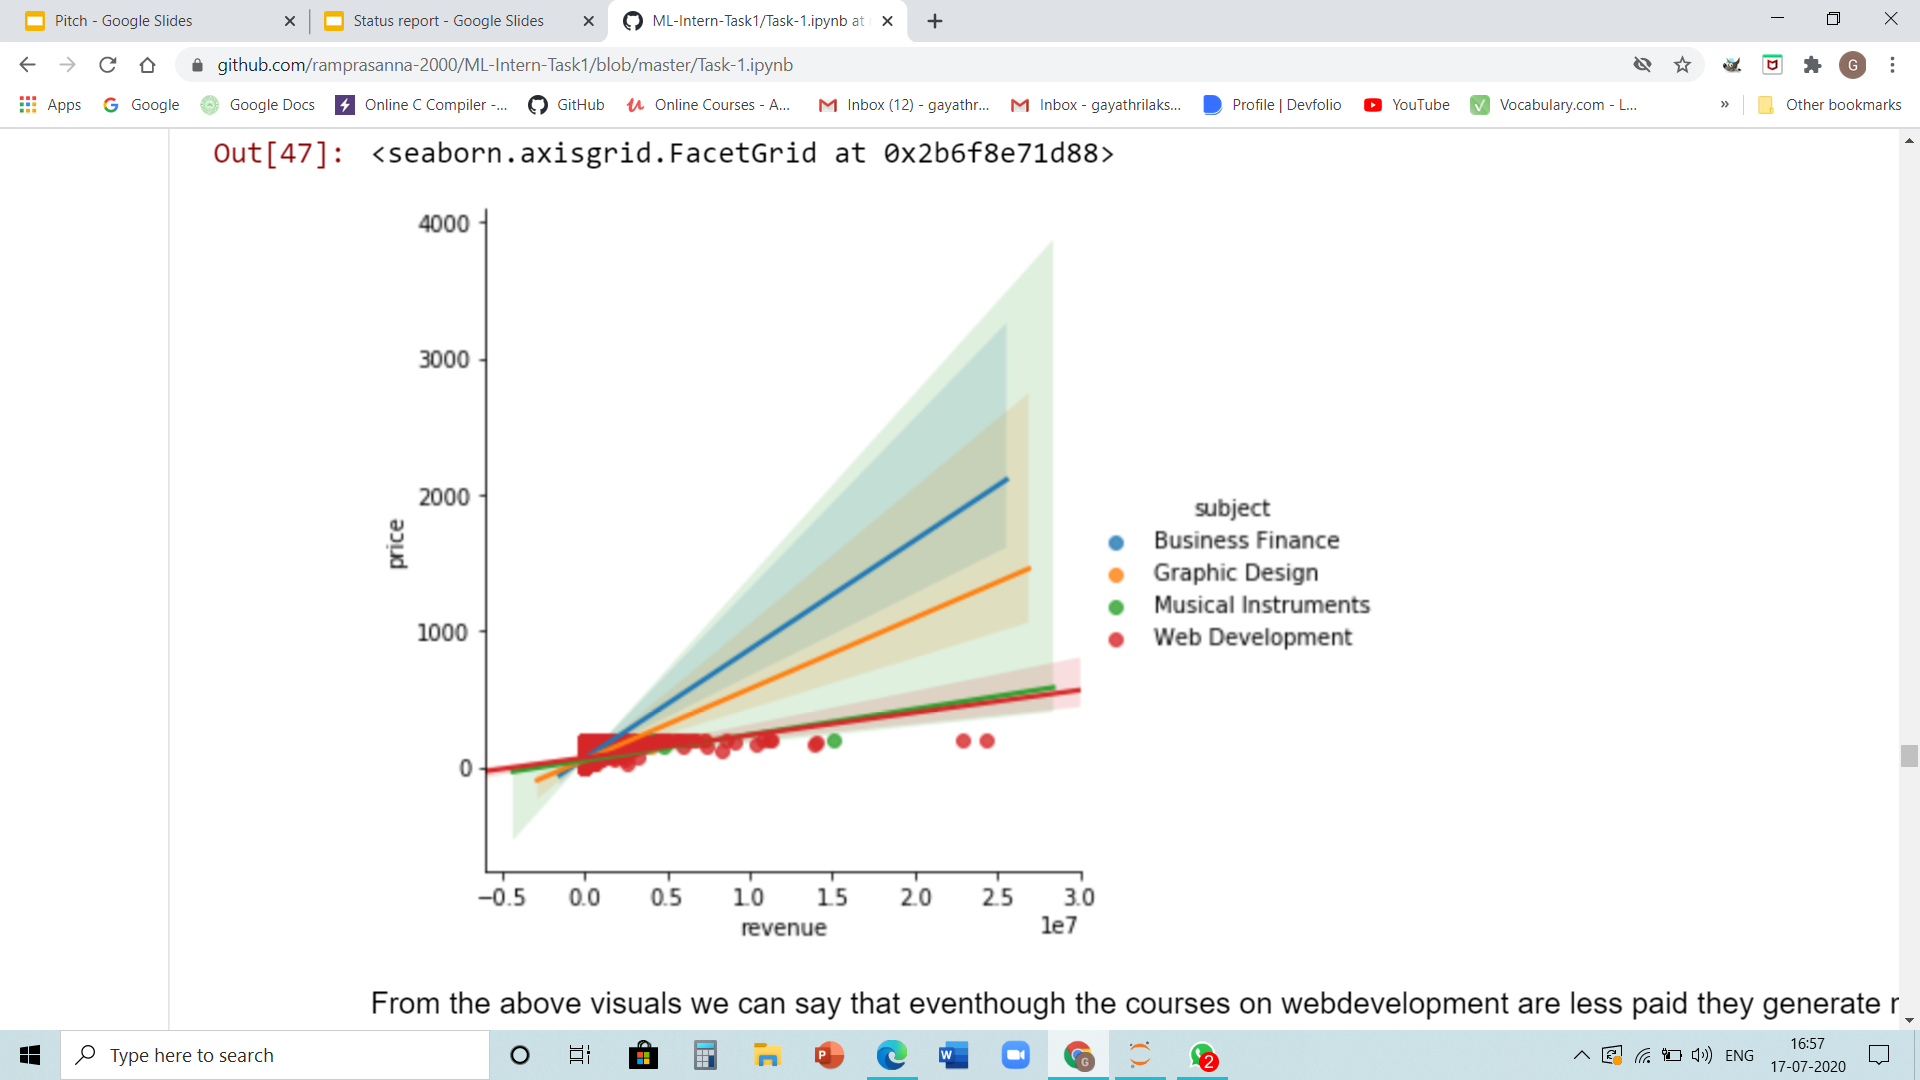 Pitch - Google Slides
Status report - Google Slides
ML-Intern-Task1/Task-1.ipynb at
github.com/ramprasanna-2000/ML-Intern-Task1/blob/master/Task-1.ipynb
G
Apps
Google
Google Docs
Online C Compiler -...
GitHub
Online Courses - A...
Inbox (12) - gayathr...
Inbox - gayathrilaks...
Profile | Devfolio
YouTube
Vocabulary.com - L...
»
Other bookmarks
Out[47]: <seaborn.axisgrid.FacetGrid at 0x2b6f8e71d88>
4000
3000
2000
1000
0
price
−0.5 0.0 0.5 1.0 1.5 2.0 2.5 3.0
revenue
1e7
subject
Business Finance
Graphic Design
Musical Instruments
Web Development
From the above visuals we can say that eventhough the courses on webdevelopment are less paid they generate
Type here to search
2
ENG
16:57
17-07-2020